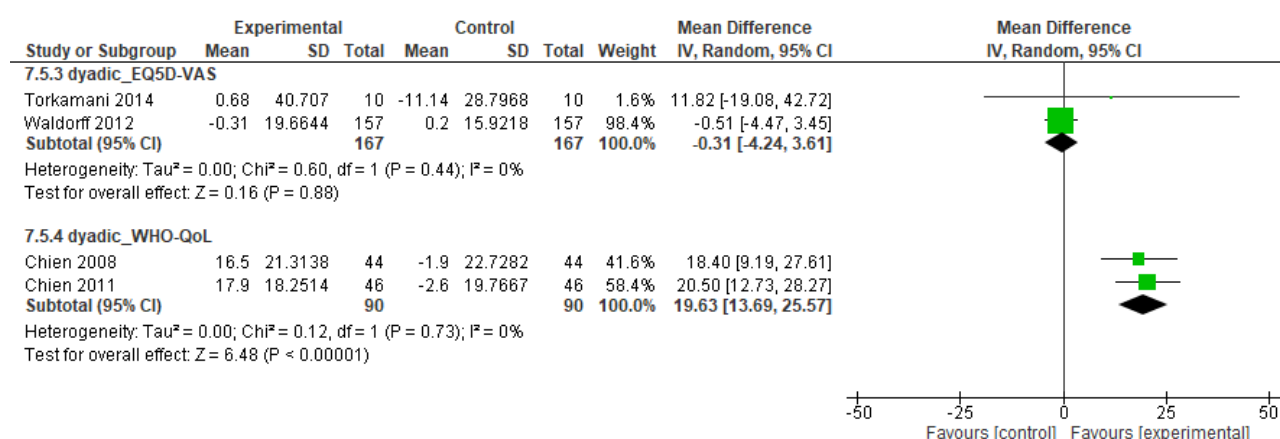 Experimental Control Mean Difference Mean Difference
Study or Subgroup Mean SD Total Mean SD Total Weight IV, Random, 95% CI IV, Random, 95% CI
7.5.3 dyadic_EQ5D-VAS
Torkamani 2014 0.68 40.707 10 -11.14 28.7968 10 1.6% 11.82 [-19.08, 42.72]
Waldorff 2012 -0.31 19.6644 157 0.2 15.9218 157 98.4% -0.51 [-4.47, 3.45]
Subtotal (95% CI) 167 167 100.0% -0.31 [-4.24, 3.61]
Heterogeneity: Tau² = 0.00; Chi² = 0.60, df = 1 (P = 0.44); I² = 0%
Test for overall effect: Z = 0.16 (P = 0.88)
7.5.4 dyadic_WHO-QoL
Chien 2008 16.5 21.3138 44 -1.9 22.7282 44 41.6% 18.40 [9.19, 27.61]
Chien 2011 17.9 18.2514 46 -2.6 19.7667 46 58.4% 20.50 [12.73, 28.27]
Subtotal (95% CI) 90 90 100.0% 19.63 [13.69, 25.57]
Heterogeneity: Tau² = 0.00; Chi² = 0.12, df = 1 (P = 0.73); I² = 0%
Test for overall effect: Z = 6.48 (P < 0.00001)
-50 -25 0 25 50
Favours [control] Favours [experimental]